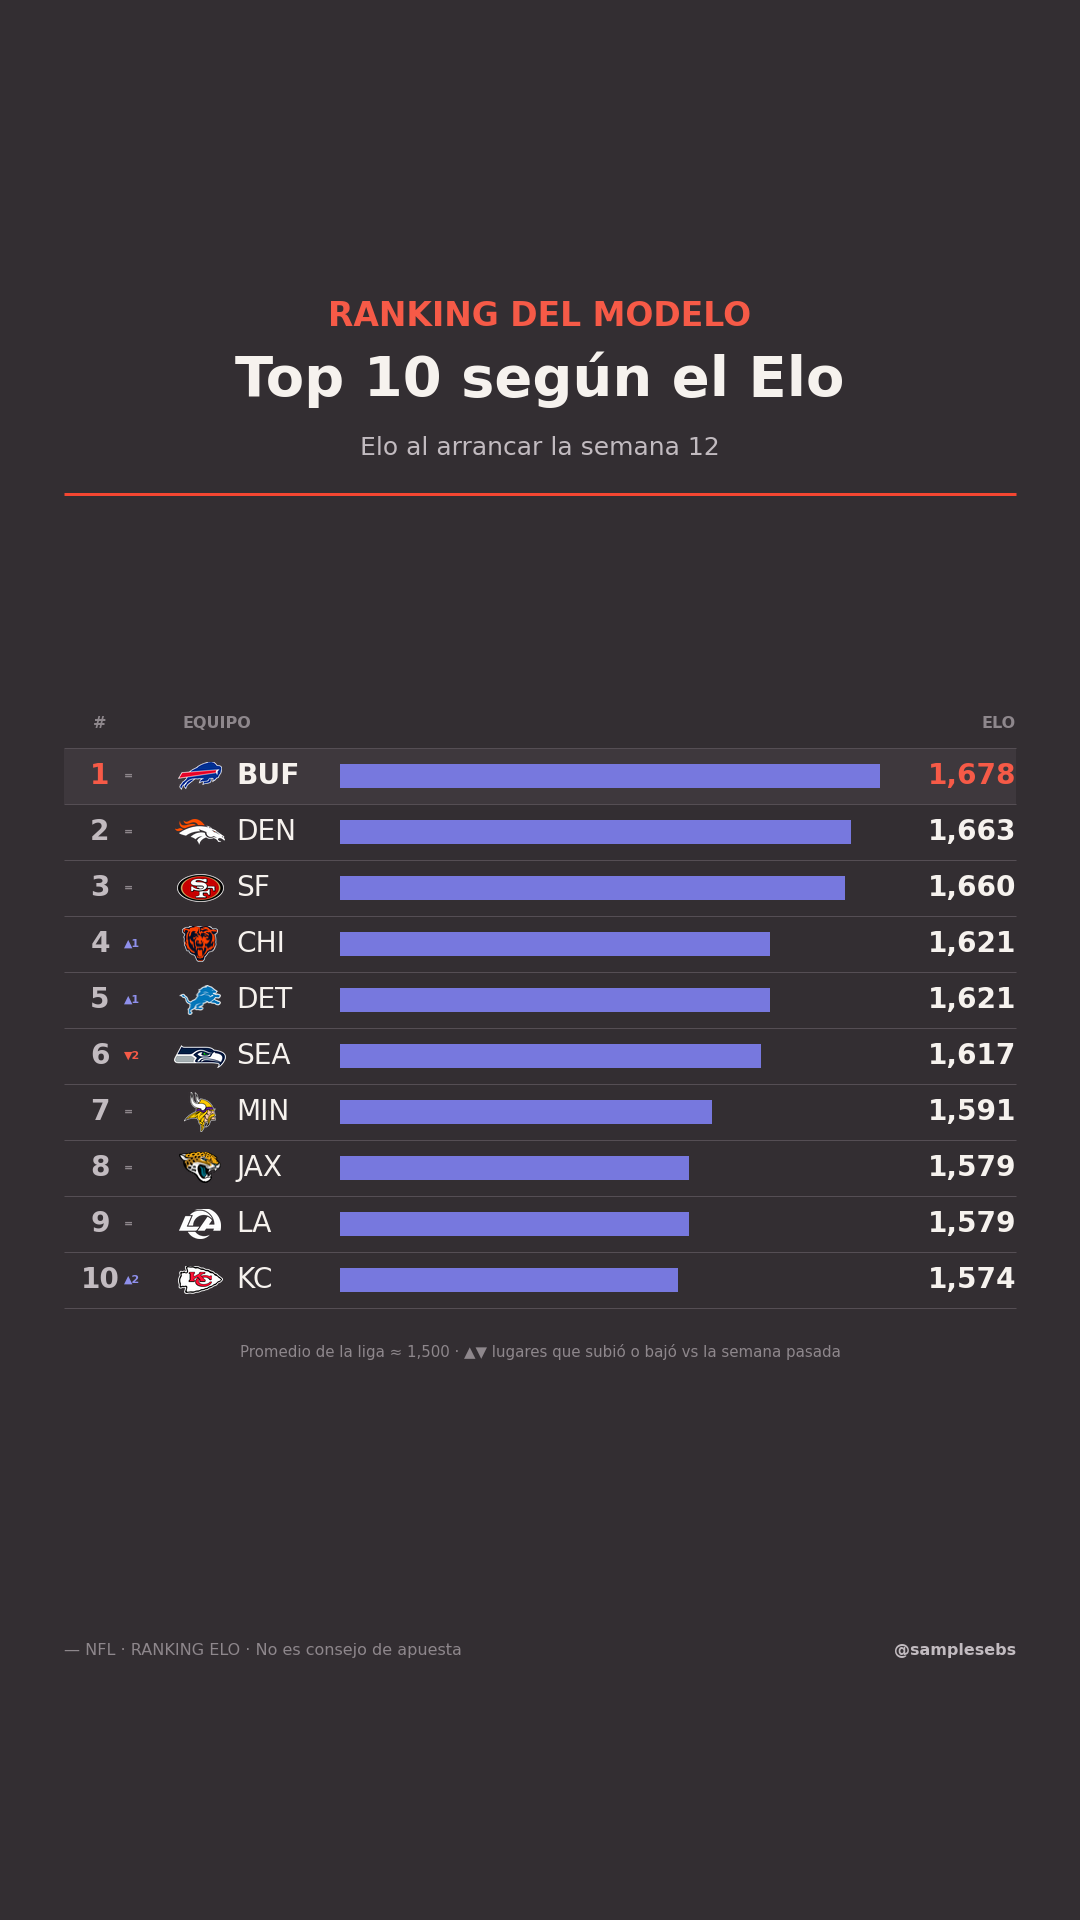 RANKING DEL MODELO
Top 10 según el Elo
Elo al arrancar la semana 12
# EQUIPO ELO
1 = BUF 1,678
2 = DEN 1,663
3 = SF 1,660
4 ▲1 CHI 1,621
5 ▲1 DET 1,621
6 ▼2 SEA 1,617
7 = MIN 1,591
8 = JAX 1,579
9 = LA 1,579
10 ▲2 KC 1,574
Promedio de la liga ≈ 1,500 · ▲▼ lugares que subió o bajó vs la semana pasada
— NFL · RANKING ELO · No es consejo de apuesta @samplesebs